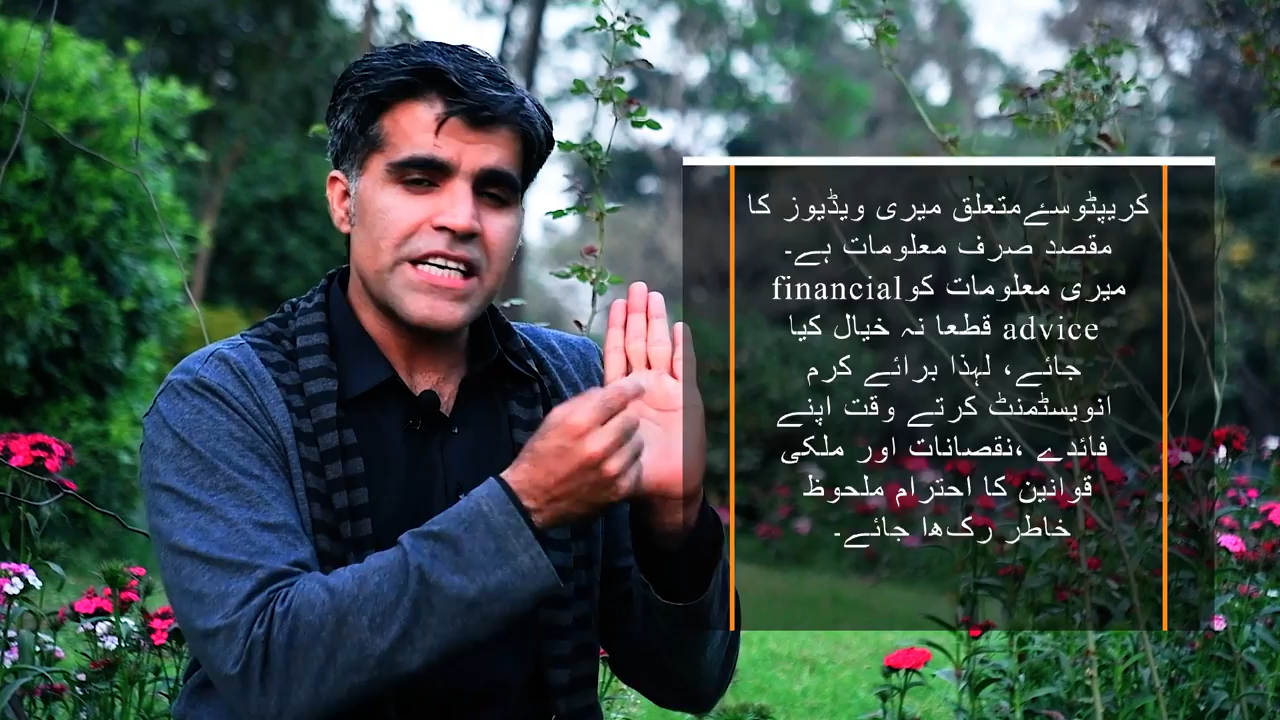 کریپٹوسےمتعلق میری ویڈیوز کا
مقصد صرف معلومات ہے۔
میری معلومات کوfinancial
advice قطعا نہ خیال کیا
جائے، لہذا برائے کرم
انویسٹمنٹ کرتے وقت اپنے
فائدے ،نقصانات اور ملکی
قوانین کا احترام ملحوظ
خاطر رکھا جائے۔